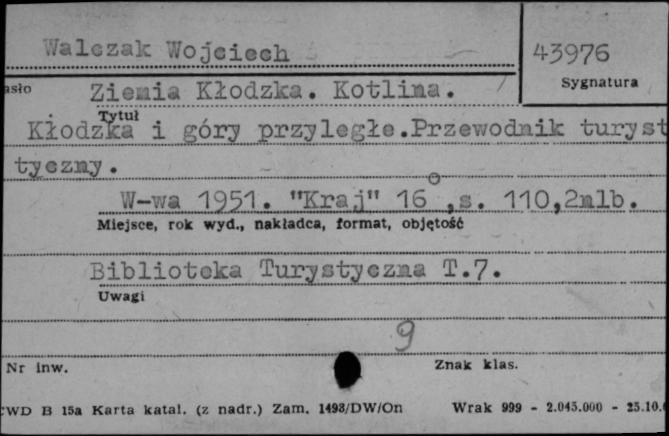 Walczak Wojciech
43976
Sygnatura
asło
Ziemia Kłodzka. Kotlina.
Tytuł
Kłodzka i góry przyległe.Przewodnik turyst
tyczny.
W-wa 1951. "Kraj" 16°,s. 110,2nlb.
Miejsce, rok wyd., nakładca, format, objętość
Biblioteka Turystyczna T.7.
Uwagi
9
Nr inw.
Znak klas.
CWD B 15a Karta katal. (z nadr.) Zam. 1493/DW/On Wrak 999 - 2.045.000 - 25.10.